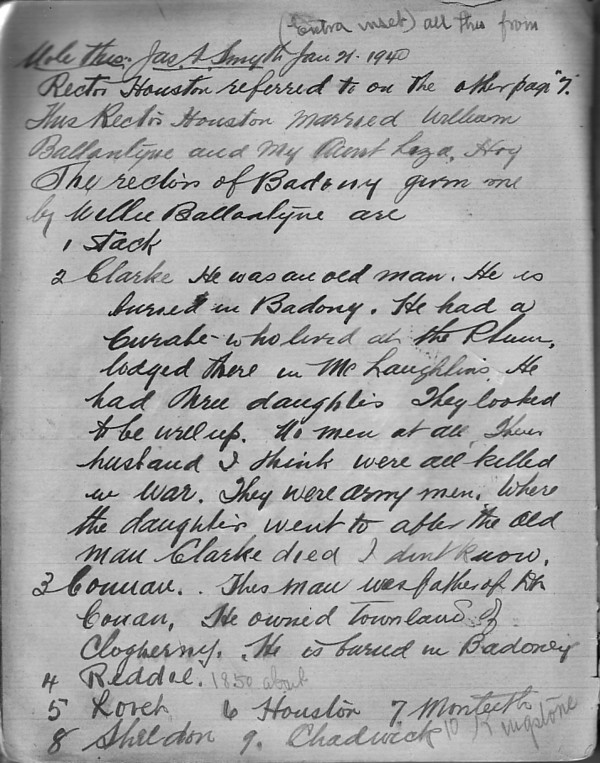 (Extra inset) all this from
Note this: Jas. A Smyth Jan 21. 1940
Rector Houston referred to on the other page "7".
This Rector Houston married William
Ballantyne and my Aunt Liza, Hoy
The rectors of Badony given me
by Willie Ballantyne are
1 Stack
2 Clarke He was an old man. He is
buried in Badony. He had a
Curate who lived at the Plum,
lodged there in McLaughlins. He
had three daughters They looked
to be well up. No men at all, Their
husband I think were all killed
in War. They were army men. Where
the daughters went to after the old
man Clarke died I dont know.
3 Connan. . This man was father of Dr
Conan, He owned Townland of
Clogherny. He is buried in Badoney
4 Reddel. 1850 about
5 Lovet 6 Houston 7. Monteith
8 Sheldon 9. Chadwick 10 Kingstone